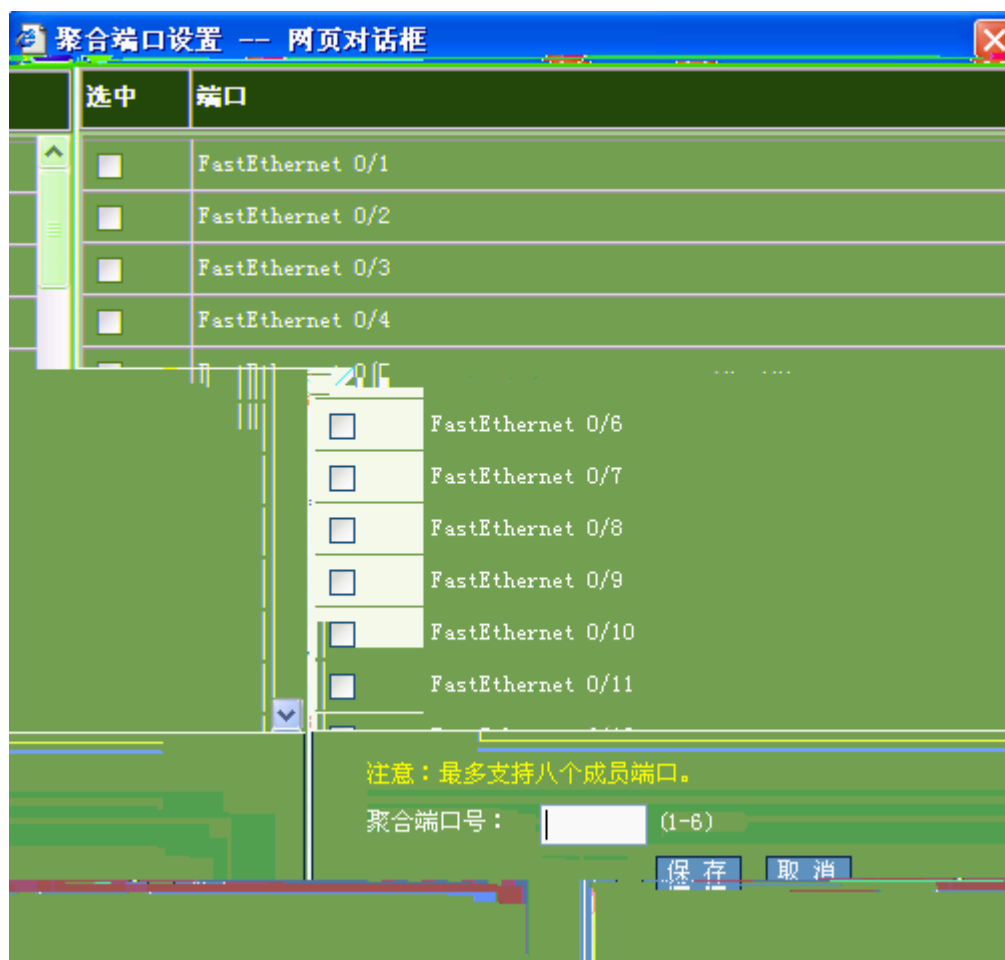 聚合端口设置 -- 网页对话框
选中 端口
FastEthernet 0/1
FastEthernet 0/2
FastEthernet 0/3
FastEthernet 0/4
FastEthernet 0/6
FastEthernet 0/7
FastEthernet 0/8
FastEthernet 0/9
FastEthernet 0/10
FastEthernet 0/11
注意：最多支持八个成员端口。
聚合端口号： (1-6)
保 存 取 消